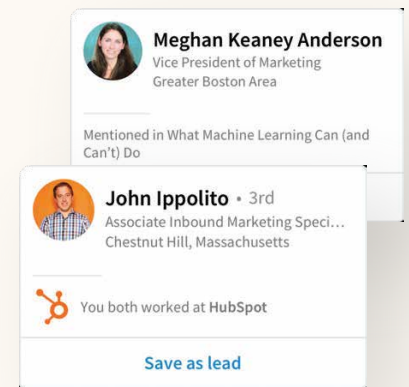 Meghan Keaney Anderson
Vice President of Marketing
Greater Boston Area
Mentioned in What Machine Learning Can (and
Can't) Do
John Ippolito • 3rd
Associate Inbound Marketing Speci...
Chestnut Hill, Massachusetts
You both worked at HubSpot
Save as lead